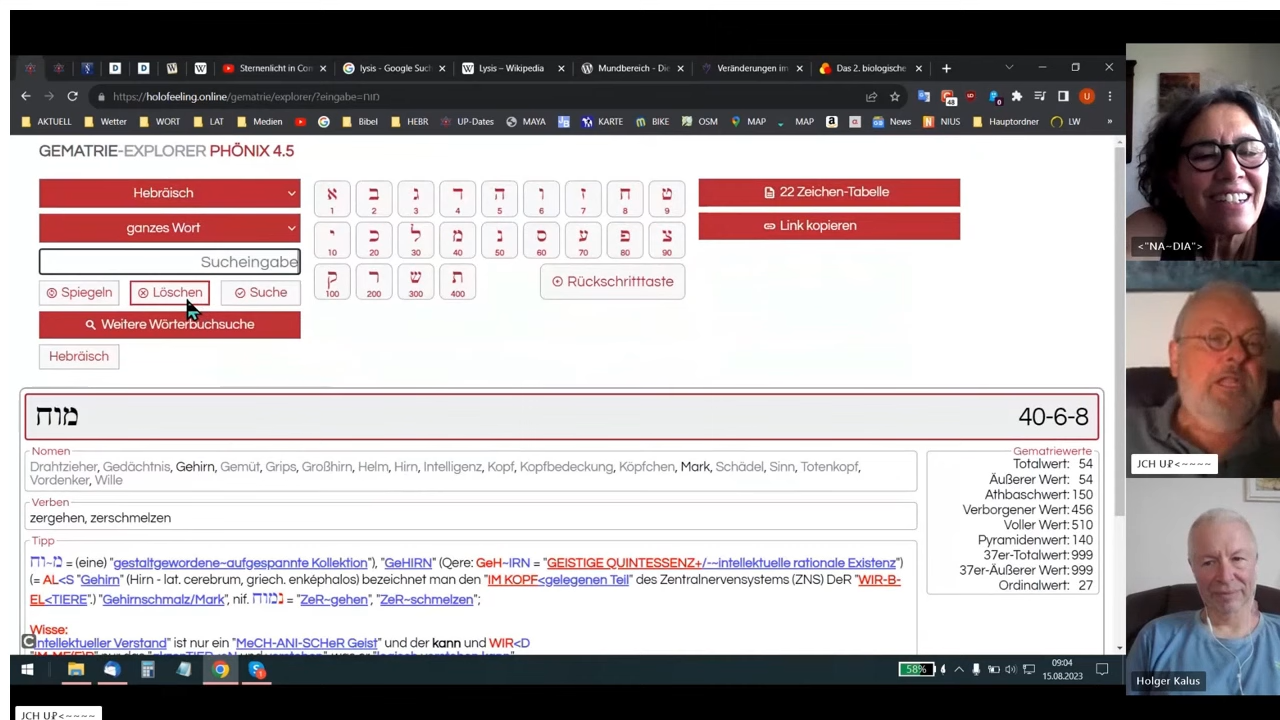 Sternenlicht in Con
lysis - Google Suc
Lysis – Wikipedia
Mundbereich - Die
Veränderungen im
Das 2. biologische
https://holofeeling.online/gematrie/explorer/?eingabe=מוח
AKTUELL Wetter WORT LAT Medien Bibel HEBR UP-Dates MAYA KARTE BIKE OSM MAP MAP News NIUS Hauptordner LW »
GEMATRIE-EXPLORER PHÖNIX 4.5
Hebräisch
ganzes Wort
Sucheingabe
Spiegeln Löschen Suche
Weitere Wörterbuchsuche
Hebräisch
א ב ג ד ה ו ז ח ט
1 2 3 4 5 6 7 8 9
י כ ל מ נ ס ע פ צ
10 20 30 40 50 60 70 80 90
ק ר ש ת
100 200 300 400
Rückschritttaste
22 Zeichen-Tabelle
Link kopieren
מוח 40-6-8
Nomen
Drahtzieher, Gedächtnis, Gehirn, Gemüt, Grips, Großhirn, Helm, Hirn, Intelligenz, Kopf, Kopfbedeckung, Köpfchen, Mark, Schädel, Sinn, Totenkopf,
Vordenker, Wille
Verben
zergehen, zerschmelzen
Tipp
מ~וח = (eine) "gestaltgewordene~aufgespannte Kollektion"), "GeHIRN" (Qere: GeH~IRN = "GEISTIGE QUINTESSENZ+/-~intellektuelle rationale Existenz")
(= AL<S "Gehirn" (Hirn - lat. cerebrum, griech. enképhalos) bezeichnet man den "IM KOPF<gelegenen Teil" des Zentralnervensystems (ZNS) DeR "WIR-B-
EL<TIERE".) "Gehirnschmalz/Mark", nif. נמוח = "ZeR~gehen", "ZeR~schmelzen";
Wisse:
"Intellektueller Verstand" ist nur ein "MeCH-ANI-SCHeR Geist" und der kann und WIR<D
Gematriewerte
Totalwert: 54
Äußerer Wert: 54
Athbaschwert: 150
Verborgener Wert: 456
Voller Wert: 510
Pyramidenwert: 140
37er-Totalwert: 999
37er-Äußerer Wert: 999
Ordinalwert: 27
58%
09:04
15.08.2023
<"NA~DIA">
JCH UP<~~~~
Holger Kalus
JCH UP<~~~~